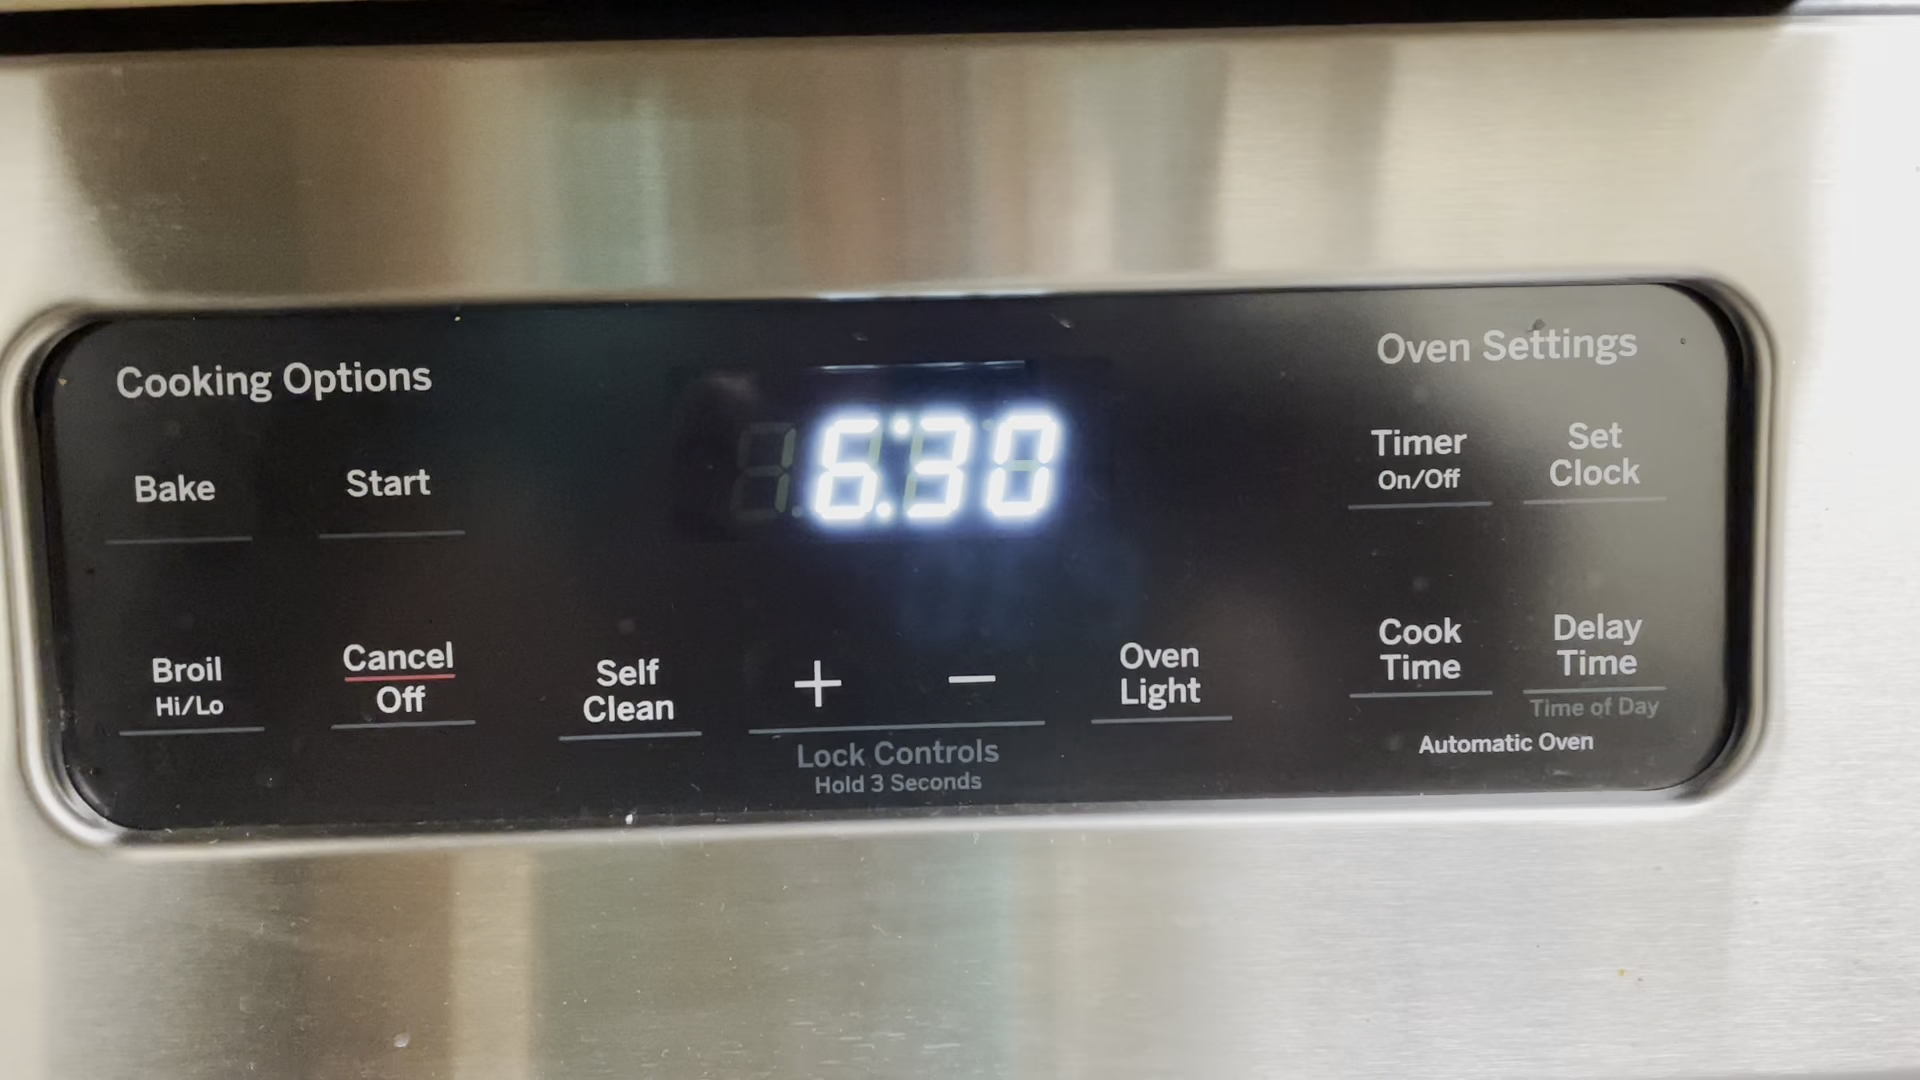 Cooking Options
Oven Settings
6:30
Bake
Start
Timer
On/Off
Set
Clock
Broil
Hi/Lo
Cancel
Off
Self
Clean
+
−
Lock Controls
Hold 3 Seconds
Oven
Light
Cook
Time
Delay
Time
Time of Day
Automatic Oven